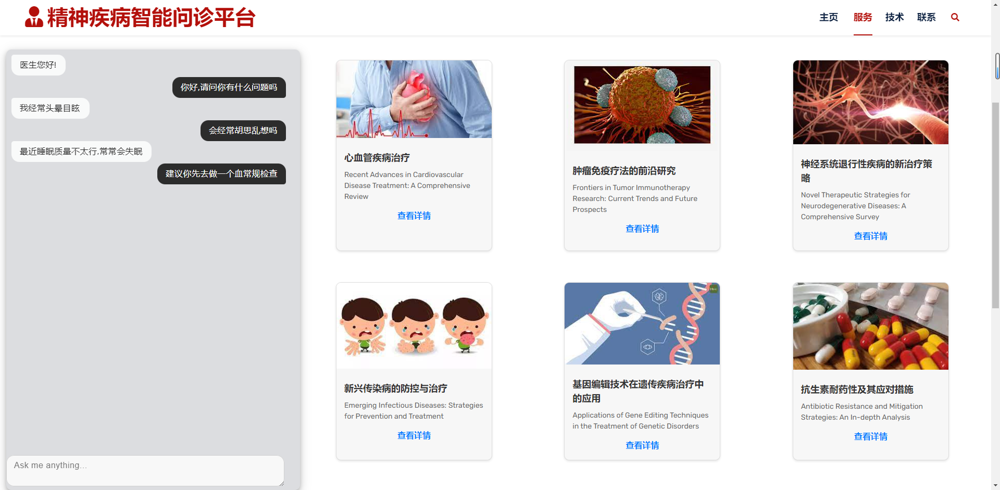 精神疾病智能问诊平台
主页 服务 技术 联系
医生您好!
你好,请问你有什么问题吗
我经常头晕目眩
会经常胡思乱想吗
最近睡眠质量不太行,常常会失眠
建议你先去做一个血常规检查
Ask me anything...
心血管疾病治疗
Recent Advances in Cardiovascular
Disease Treatment: A Comprehensive
Review
查看详情
肿瘤免疫疗法的前沿研究
Frontiers in Tumor Immunotherapy
Research: Current Trends and Future
Prospects
查看详情
神经系统退行性疾病的新治疗策
略
Novel Therapeutic Strategies for
Neurodegenerative Diseases: A
Comprehensive Survey
查看详情
新兴传染病的防控与治疗
Emerging Infectious Diseases: Strategies
for Prevention and Treatment
查看详情
基因编辑技术在遗传疾病治疗中
的应用
Applications of Gene Editing Techniques
in the Treatment of Genetic Disorders
查看详情
抗生素耐药性及其应对措施
Antibiotic Resistance and Mitigation
Strategies: An In-depth Analysis
查看详情